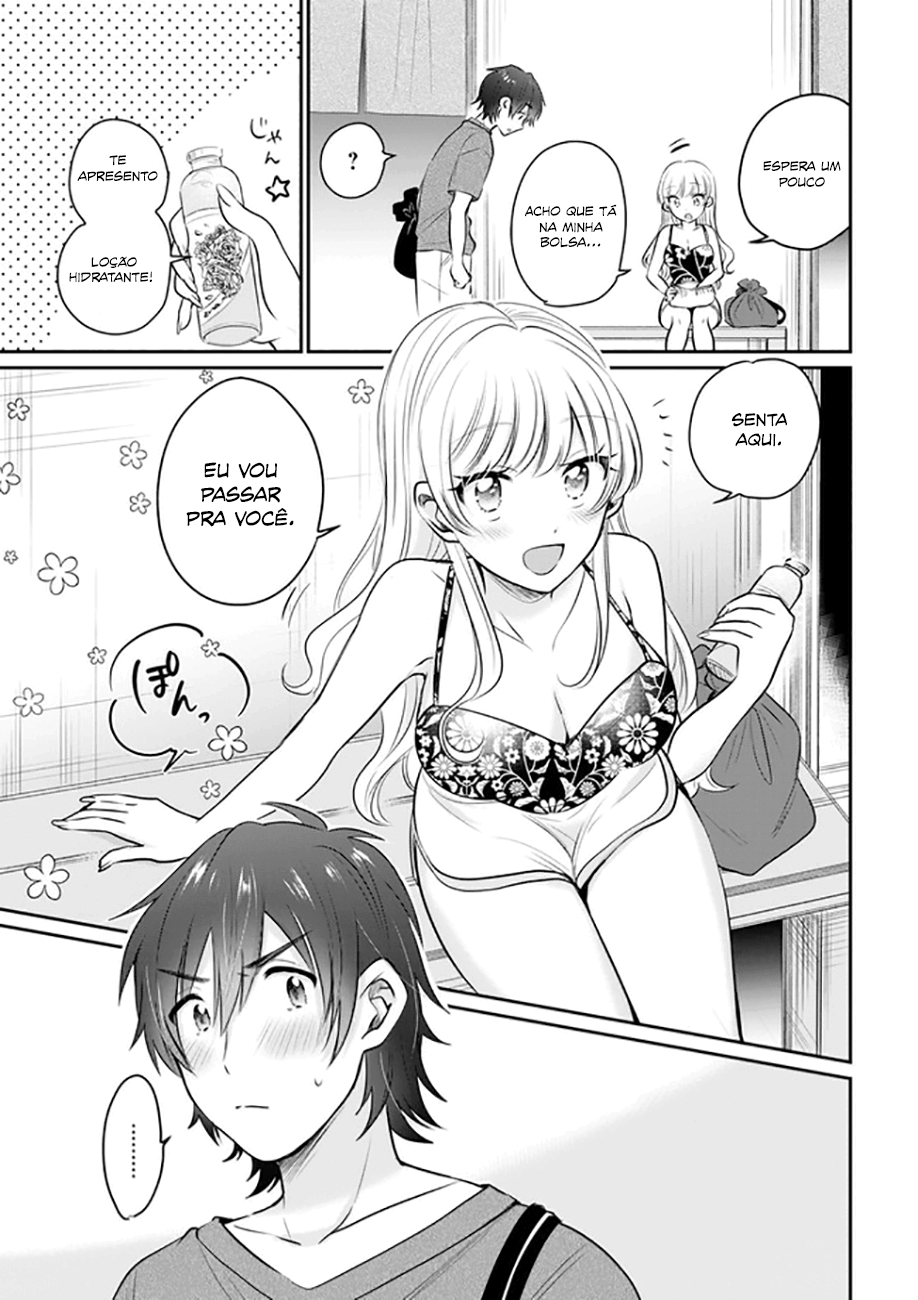 ESPERA UM
POUCO
ACHO QUE TÁ
NA MINHA
BOLSA...
?
じゃん
TE
APRESENTO
LOÇÃO
HIDRATANTE!
SENTA
AQUI.
EU VOU
PASSAR
PRA VOCÊ.
ぽんっ
.........